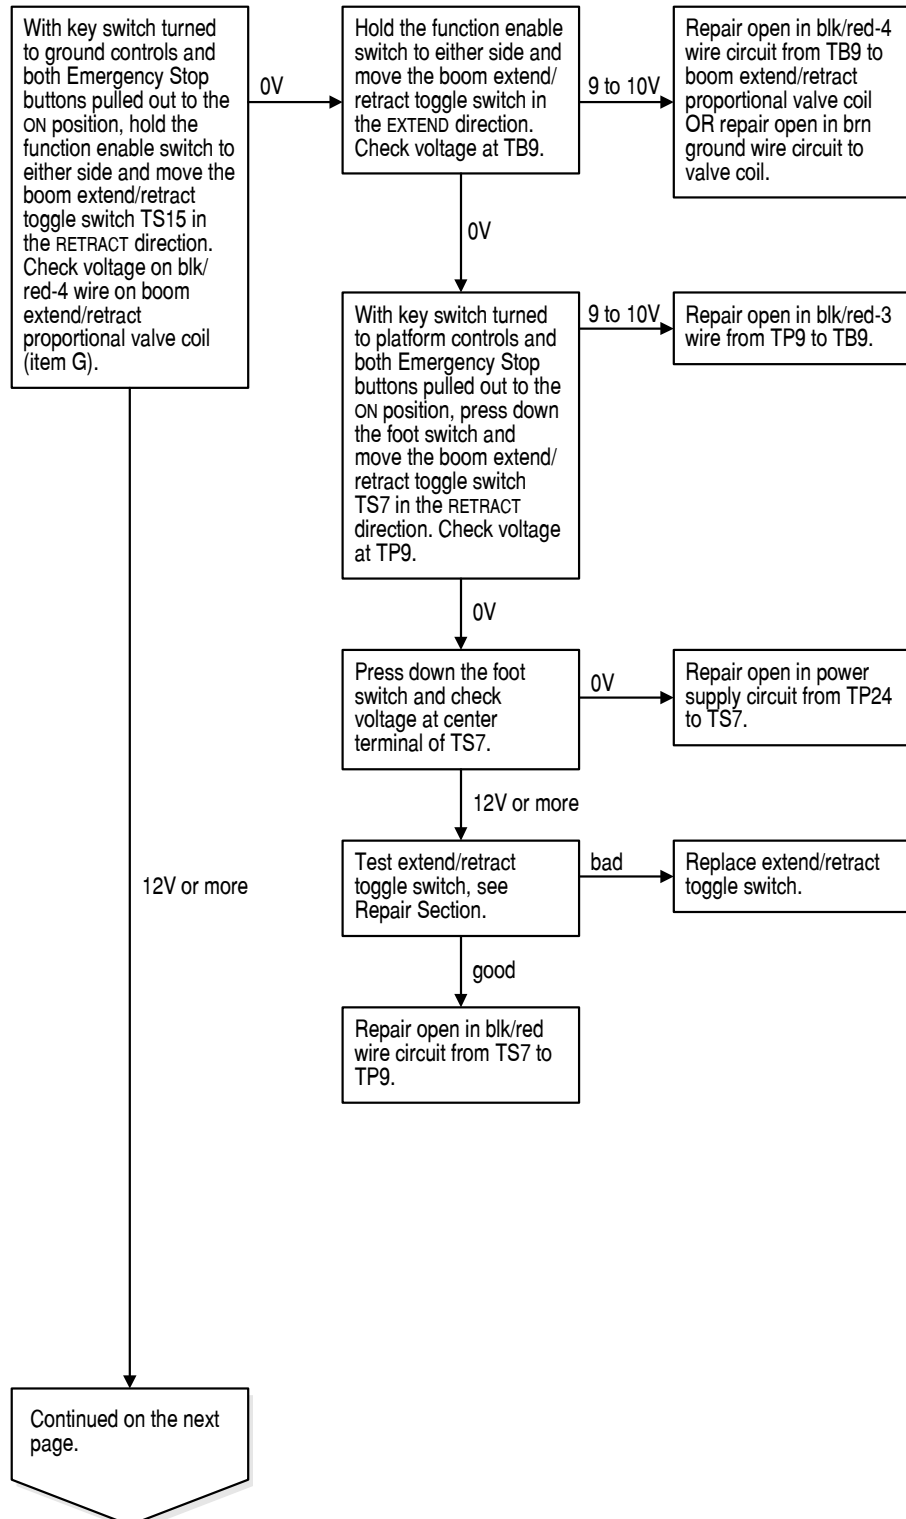 With key switch turned
to ground controls and
both Emergency Stop
buttons pulled out to the
ON position, hold the
function enable switch to
either side and move the
boom extend/retract
toggle switch TS15 in
the RETRACT direction.
Check voltage on blk/
red-4 wire on boom
extend/retract
proportional valve coil
(item G).
0V
Hold the function enable
switch to either side and
move the boom extend/
retract toggle switch in
the EXTEND direction.
Check voltage at TB9.
9 to 10V
Repair open in blk/red-4
wire circuit from TB9 to
boom extend/retract
proportional valve coil
OR repair open in brn
ground wire circuit to
valve coil.
0V
With key switch turned
to platform controls and
both Emergency Stop
buttons pulled out to the
ON position, press down
the foot switch and
move the boom extend/
retract toggle switch
TS7 in the RETRACT
direction. Check voltage
at TP9.
9 to 10V
Repair open in blk/red-3
wire from TP9 to TB9.
0V
Press down the foot
switch and check
voltage at center
terminal of TS7.
0V
Repair open in power
supply circuit from TP24
to TS7.
12V or more
Test extend/retract
toggle switch, see
Repair Section.
bad
Replace extend/retract
toggle switch.
good
Repair open in blk/red
wire circuit from TS7 to
TP9.
12V or more
Continued on the next
page.